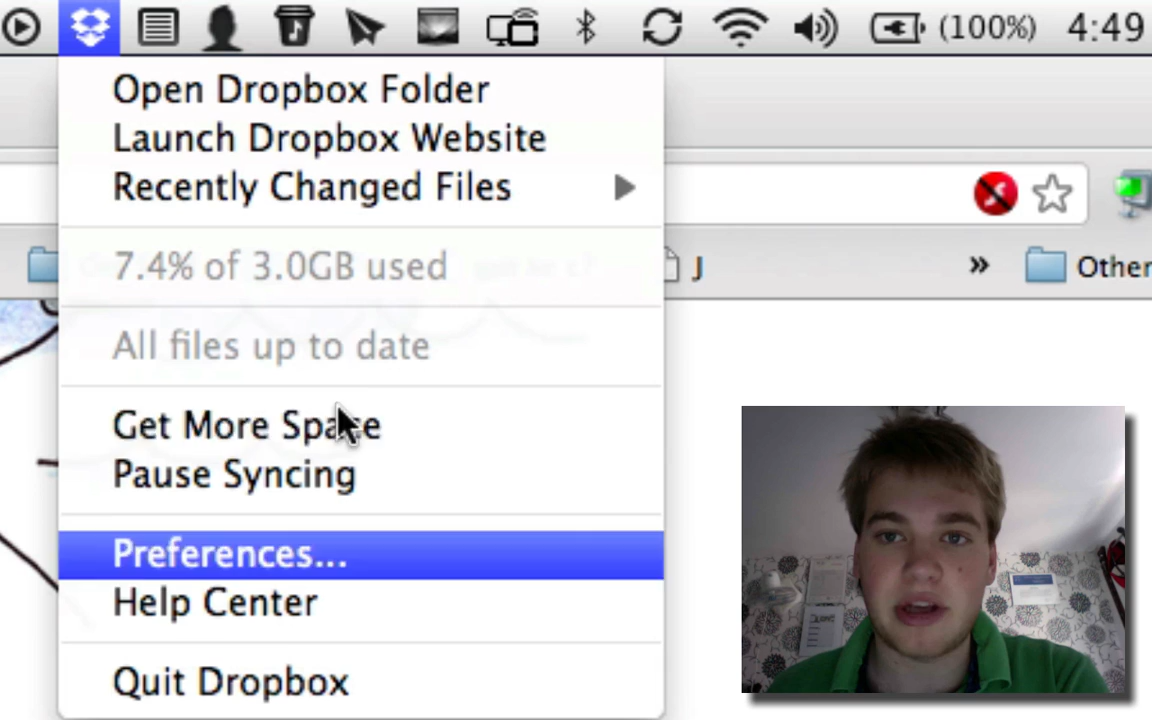 (100%) 4:49
Open Dropbox Folder
Launch Dropbox Website
Recently Changed Files
J
» Other
7.4% of 3.0GB used
All files up to date
Get More Space
Pause Syncing
Preferences...
Help Center
Quit Dropbox